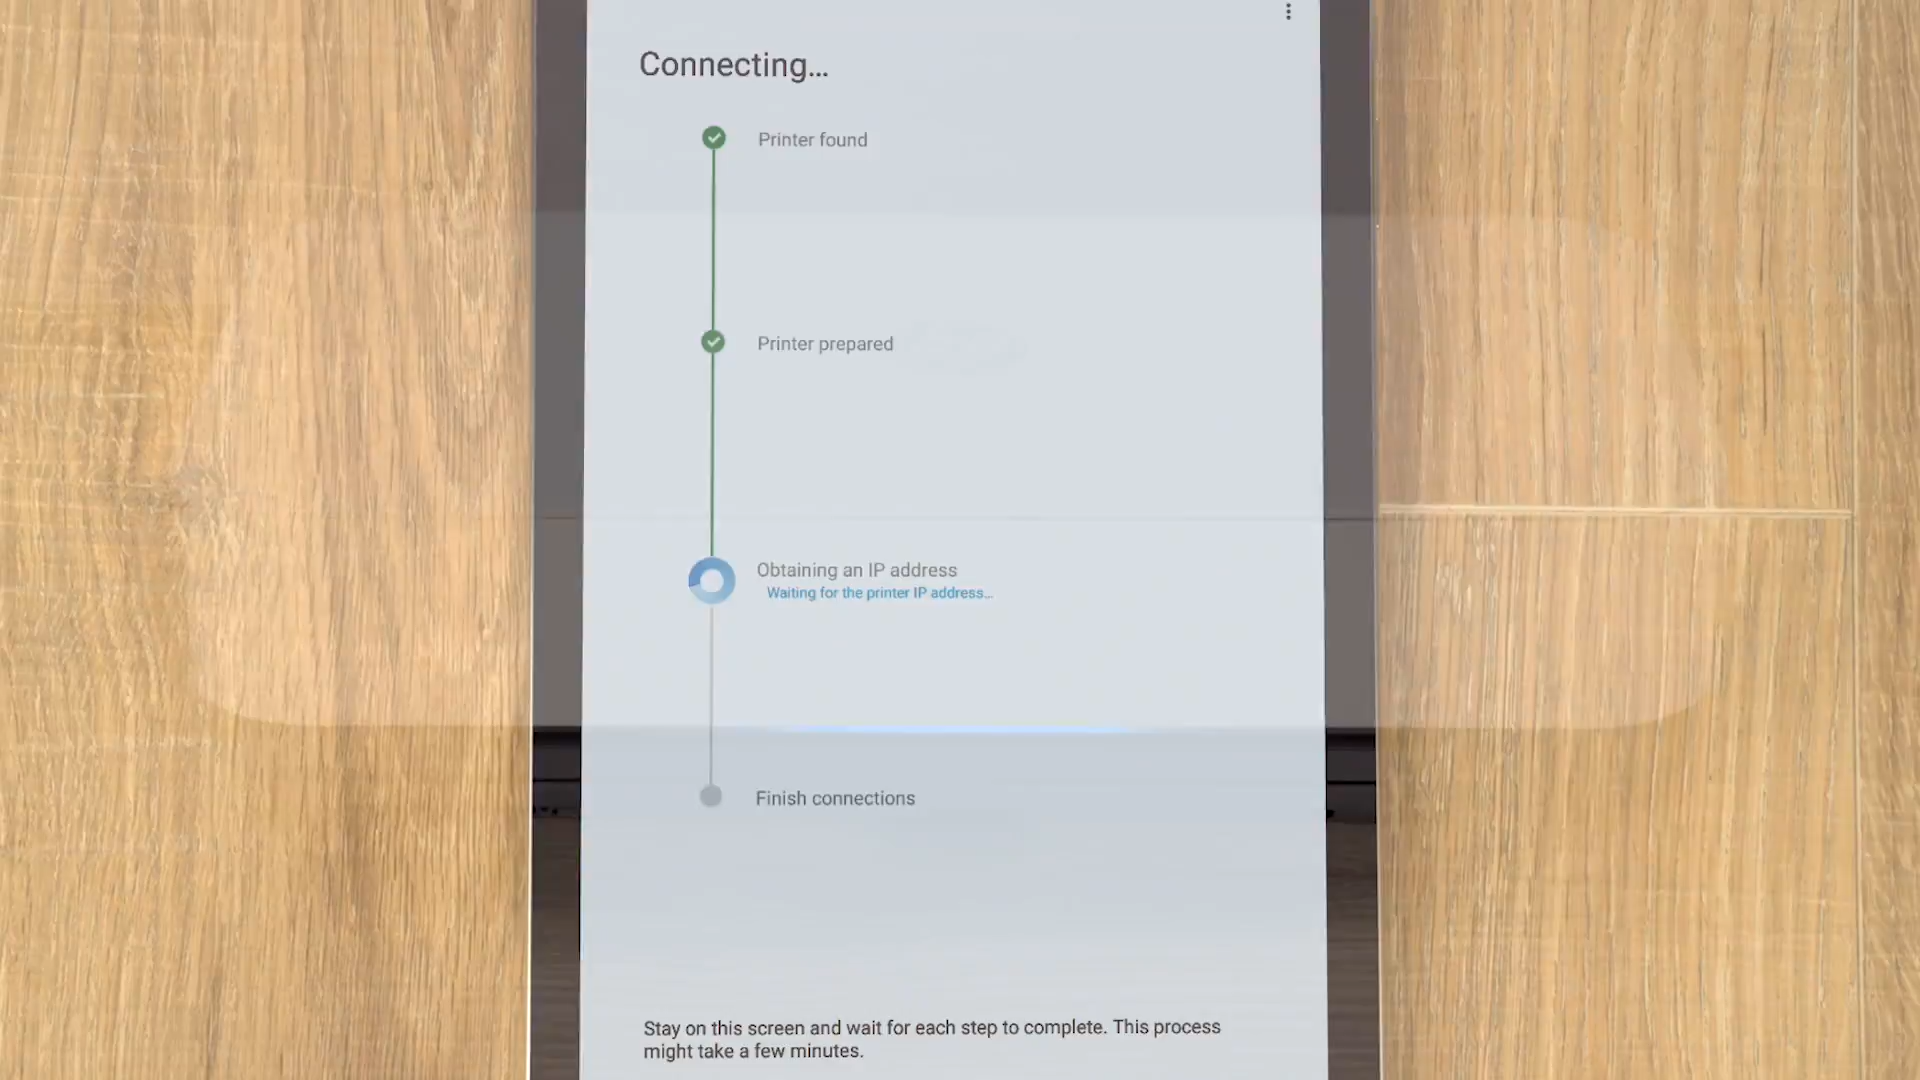 Connecting...
Printer found
Printer prepared
Obtaining an IP address
Waiting for the printer IP address...
Finish connections
Stay on this screen and wait for each step to complete. This process
might take a few minutes.